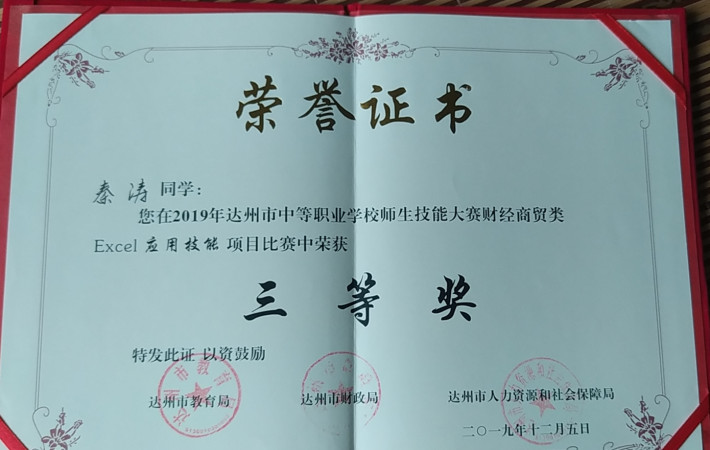 荣誉证书
秦涛 同学：
您在2019年达州市中等职业学校师生技能大赛财经商贸类
Excel 应用技能 项目比赛中荣获
三等奖
特发此证 以资鼓励
达州市教育局 达州市财政局 达州市人力资源和社会保障局
二〇一九年十二月五日